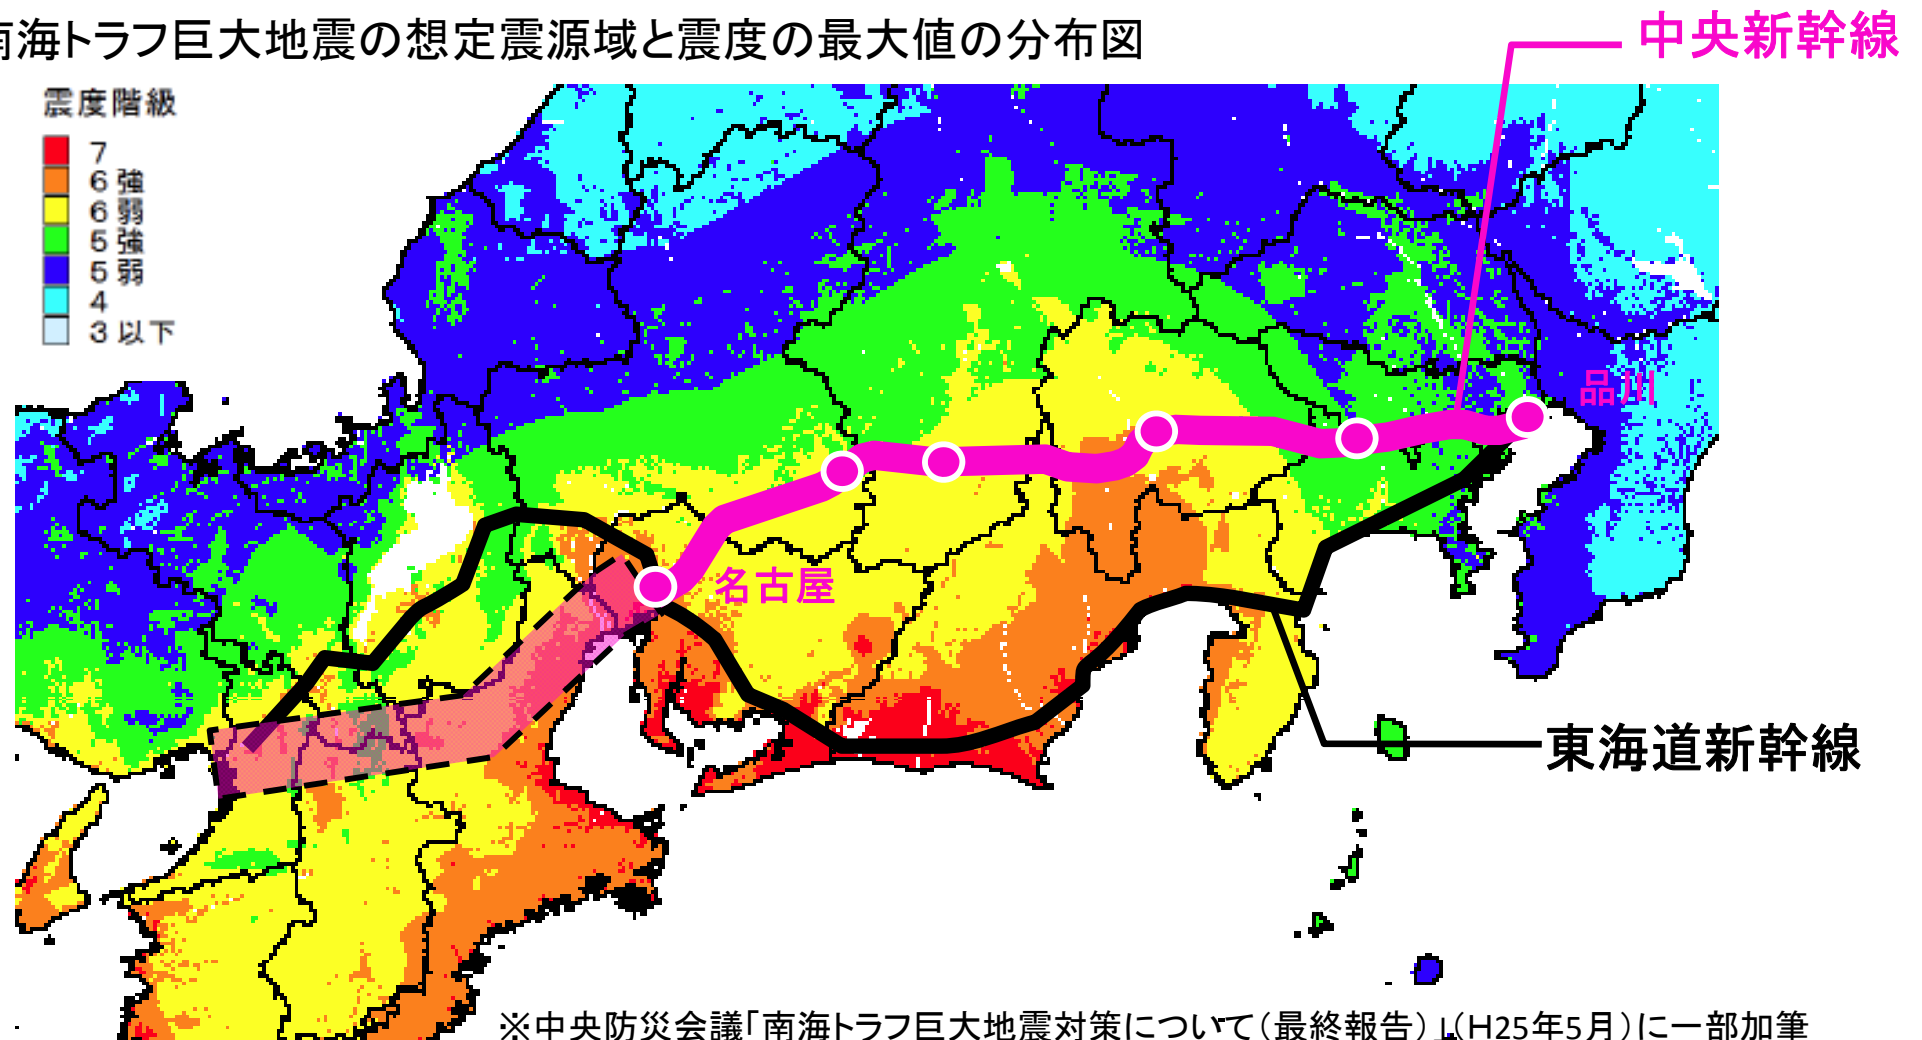 南海トラフ巨大地震の想定震源域と震度の最大値の分布図
中央新幹線
震度階級
7
6強
6弱
5強
5弱
4
3以下
品川
名古屋
東海道新幹線
※中央防災会議「南海トラフ巨大地震対策について(最終報告)」(H25年5月)に一部加筆